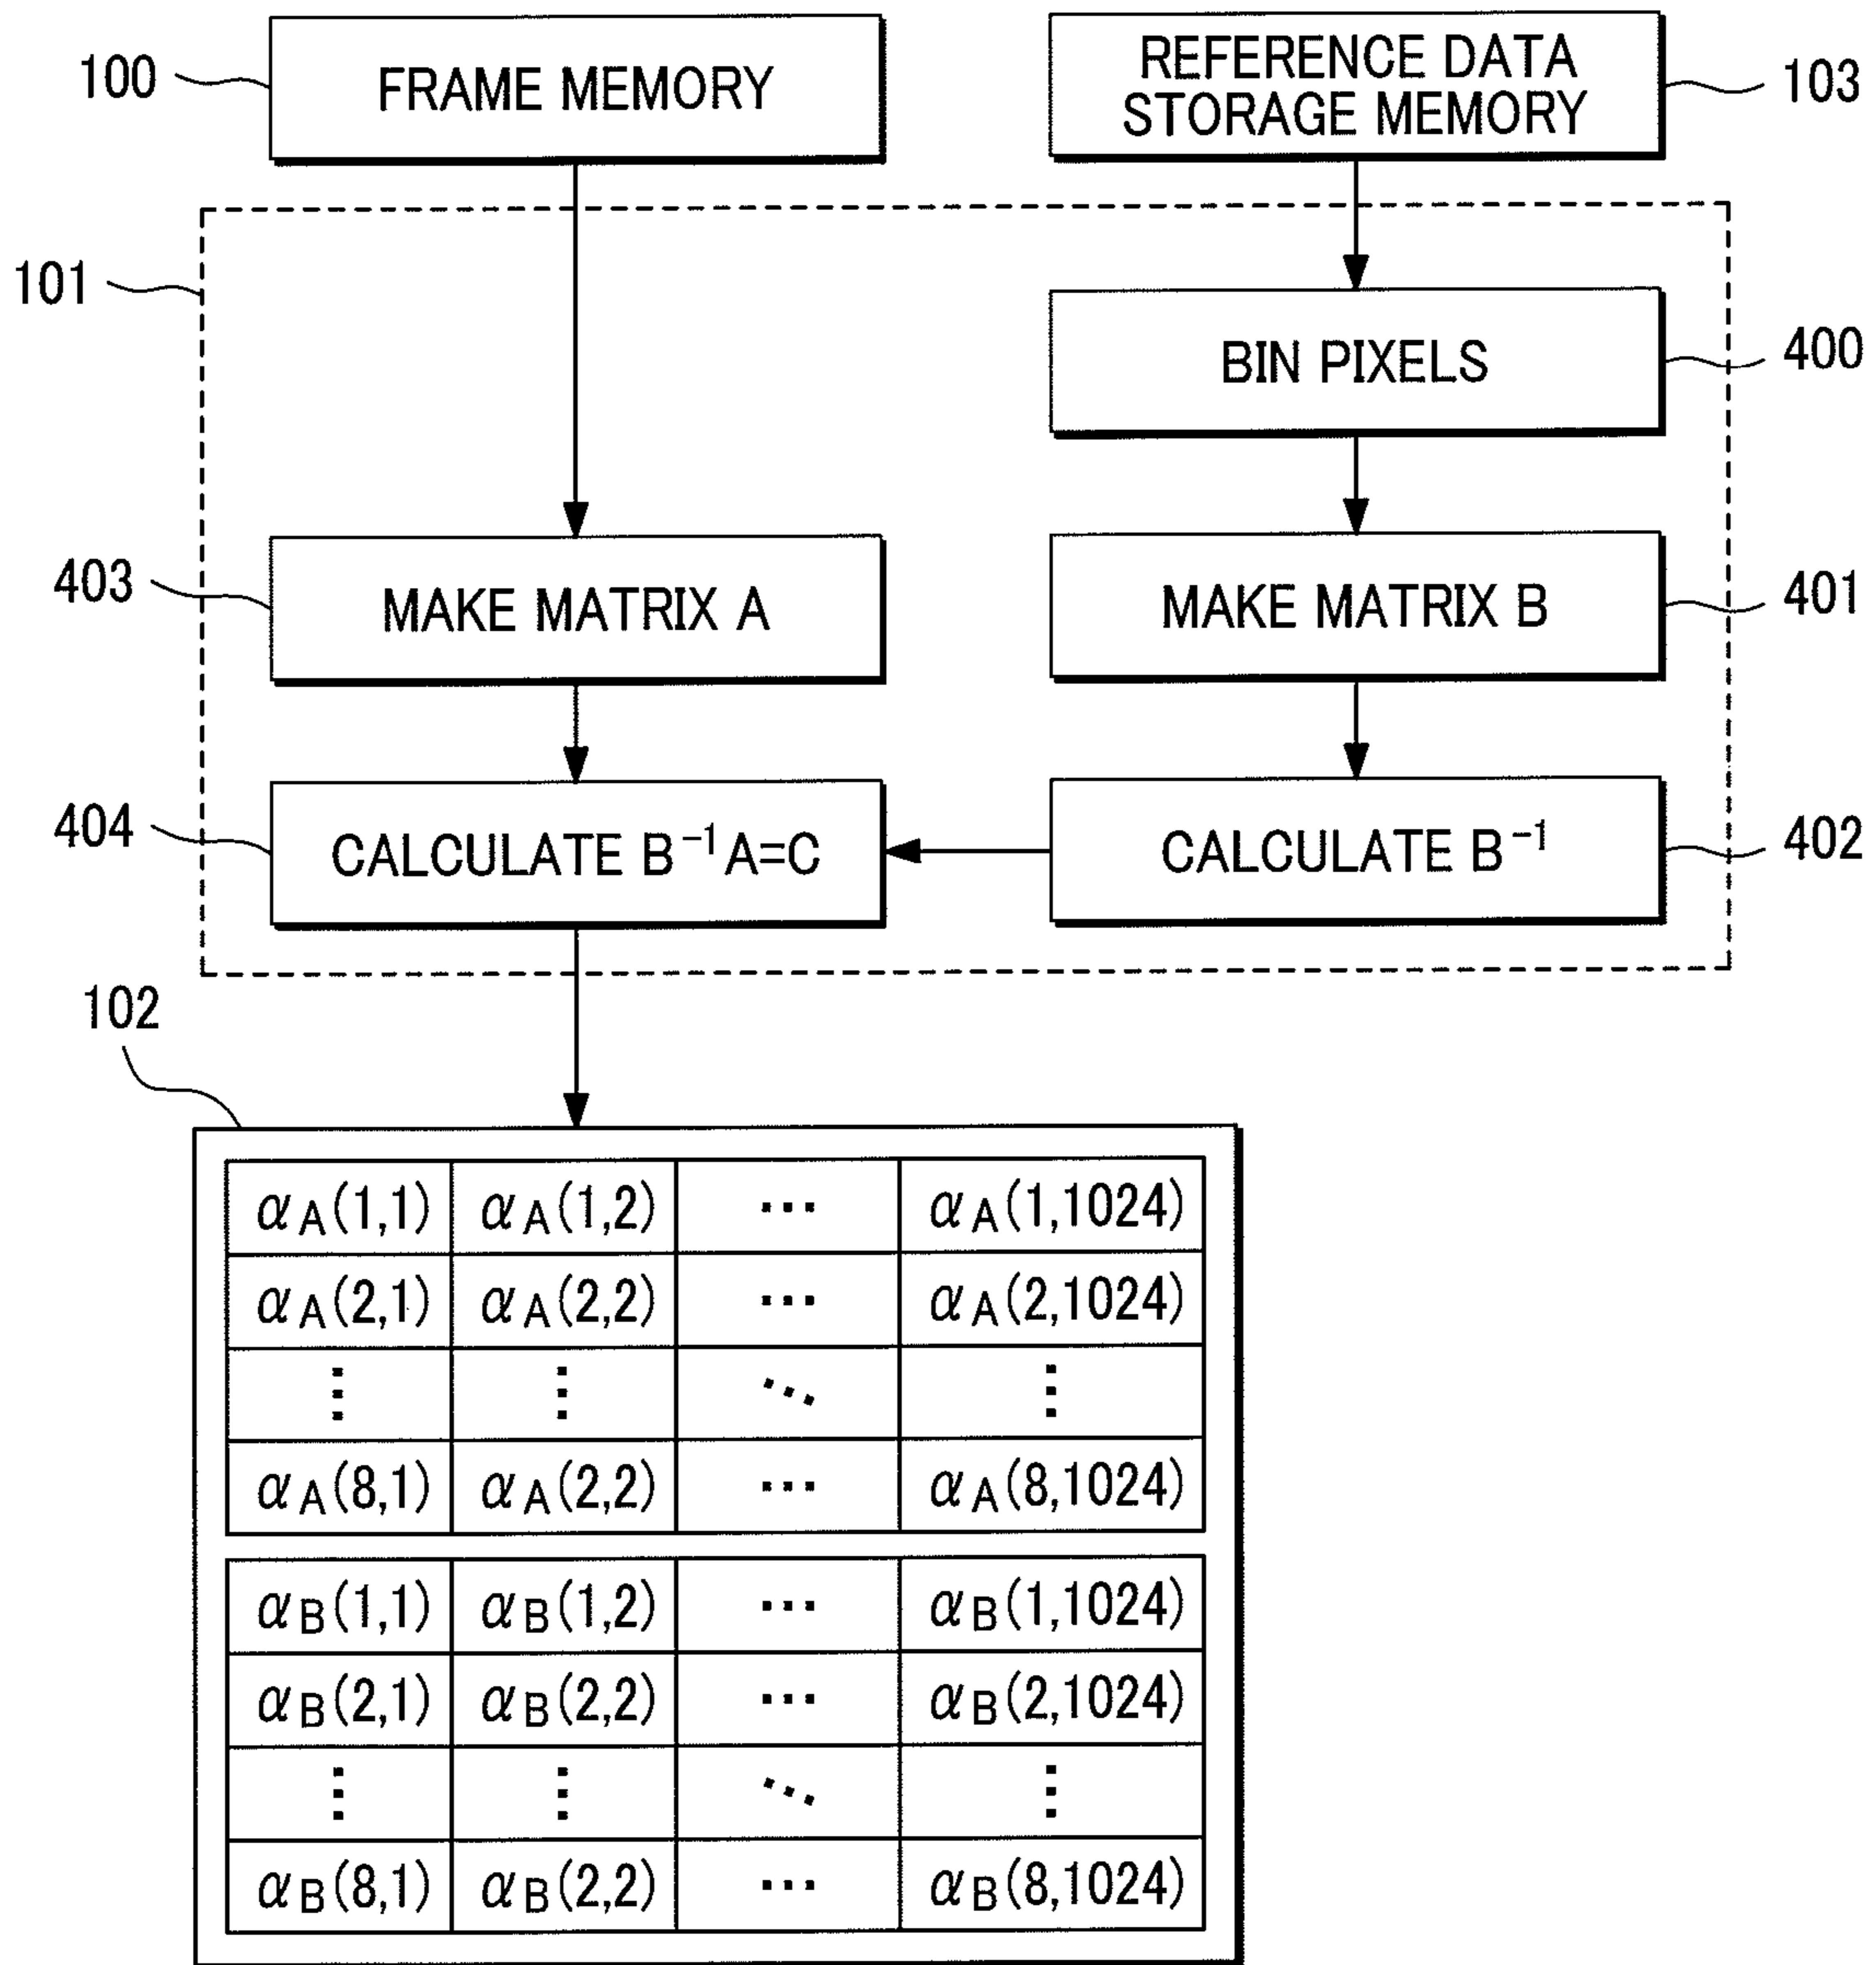 100
FRAME MEMORY
REFERENCE DATA
STORAGE MEMORY
103
101
BIN PIXELS
400
403
MAKE MATRIX A
MAKE MATRIX B
401
404
CALCULATE B⁻¹A=C
CALCULATE B⁻¹
402
102
αA(1,1) αA(1,2) ··· αA(1,1024)
αA(2,1) αA(2,2) ··· αA(2,1024)
⋮ ⋮ ⋱ ⋮
αA(8,1) αA(2,2) ··· αA(8,1024)
αB(1,1) αB(1,2) ··· αB(1,1024)
αB(2,1) αB(2,2) ··· αB(2,1024)
⋮ ⋮ ⋱ ⋮
αB(8,1) αB(2,2) ··· αB(8,1024)